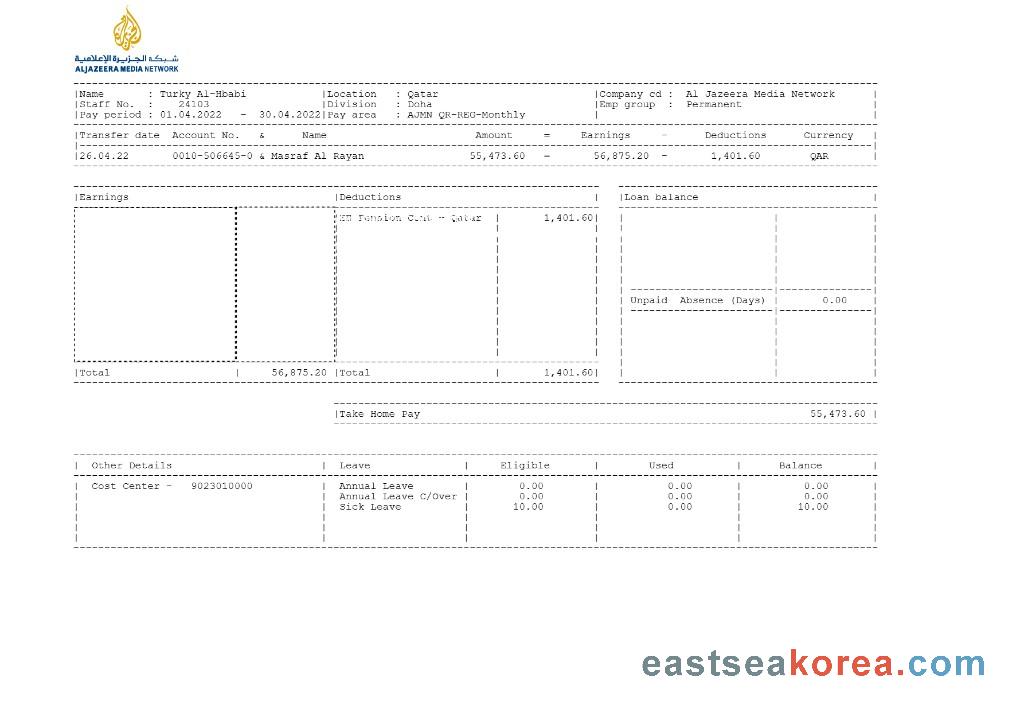 شبكة الجزيرة الإعلامية
ALJAZEERA MEDIA NETWORK
Name : Turky Al-Hbabi Location : Qatar Company cd : Al Jazeera Media Network
Staff No. : 24103 Division : Doha Emp group : Permanent
Pay period : 01.04.2022 - 30.04.2022 Pay area : AJMN QR-REG-Monthly
Transfer date Account No. & Name Amount = Earnings - Deductions Currency
26.04.22 0010-506645-0 & Masraf Al Rayan 55,473.60 = 56,875.20 - 1,401.60 QAR
Earnings Deductions Loan balance
Pension Cont - Qatar 1,401.60
Unpaid Absence (Days) 0.00
Total 56,875.20 Total 1,401.60
Take Home Pay 55,473.60
Other Details Leave Eligible Used Balance
Cost Center - 9023010000 Annual Leave 0.00 0.00 0.00
Annual Leave C/Over 0.00 0.00 0.00
Sick Leave 10.00 0.00 10.00
eastseakorea.com